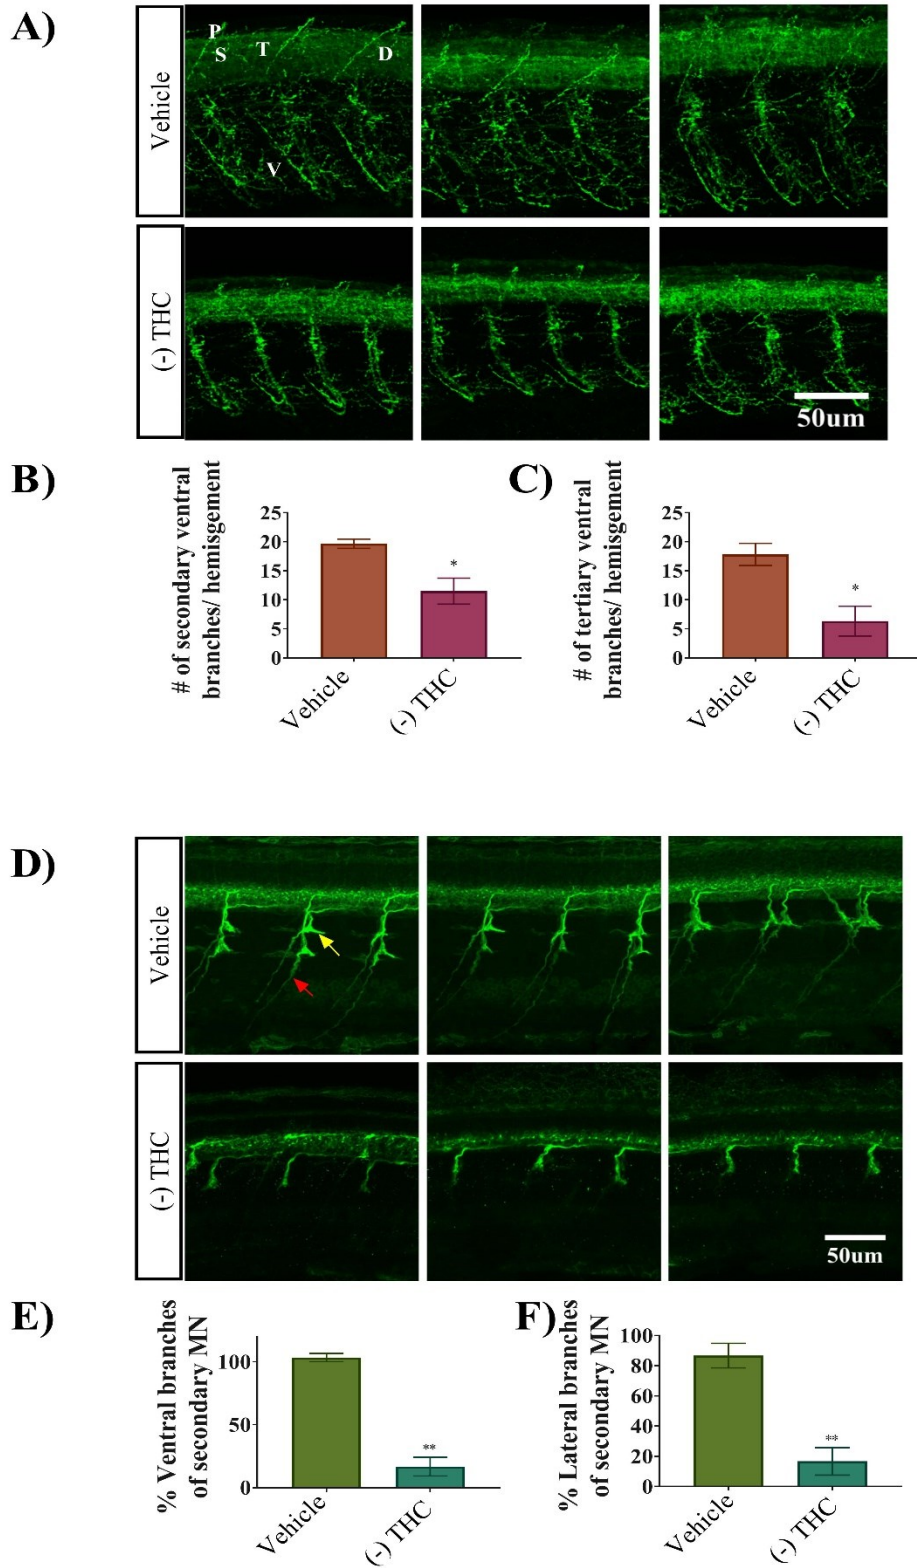 A)
Vehicle
P
S
T
D
V
(-) THC
50um
B)
# of secondary ventral
branches/ hemisgement
25
20
15
10
5
0
*
Vehicle
(-) THC
C)
# of tertiary ventral
branches/ hemisgement
25
20
15
10
5
0
*
Vehicle
(-) THC
D)
Vehicle
(-) THC
50um
E)
% Ventral branches
of secondary MN
100
50
0
**
Vehicle
(-) THC
F)
% Lateral branches
of secondary MN
100
80
60
40
20
0
**
Vehicle
(-) THC